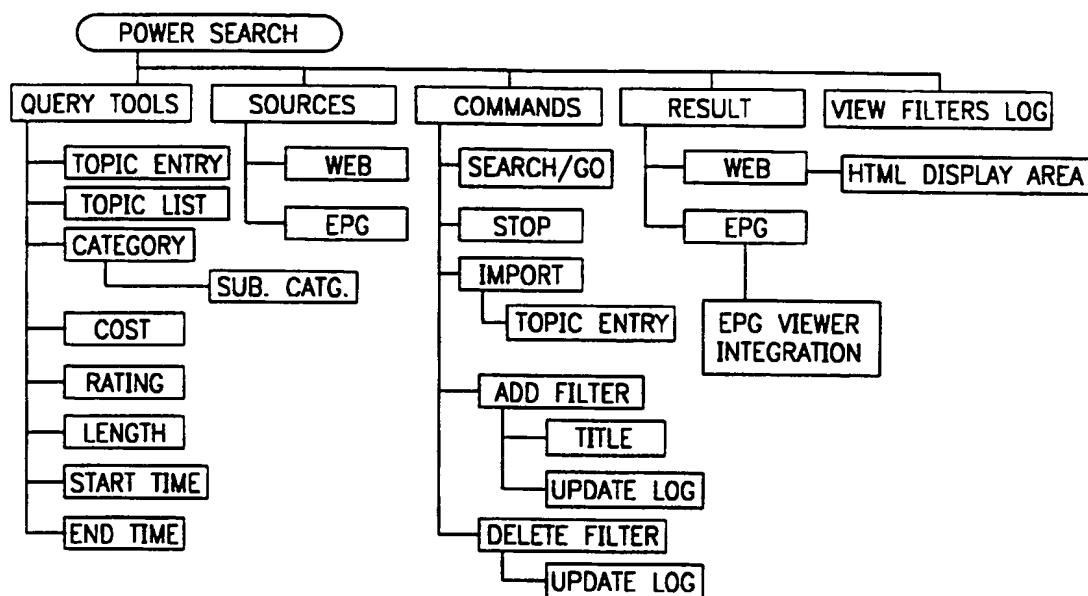 POWER SEARCH
QUERY TOOLS
TOPIC ENTRY
TOPIC LIST
CATEGORY
SUB. CATG.
COST
RATING
LENGTH
START TIME
END TIME
SOURCES
WEB
EPG
COMMANDS
SEARCH/GO
STOP
IMPORT
TOPIC ENTRY
ADD FILTER
TITLE
UPDATE LOG
DELETE FILTER
UPDATE LOG
RESULT
WEB
HTML DISPLAY AREA
EPG
EPG VIEWER
INTEGRATION
VIEW FILTERS LOG